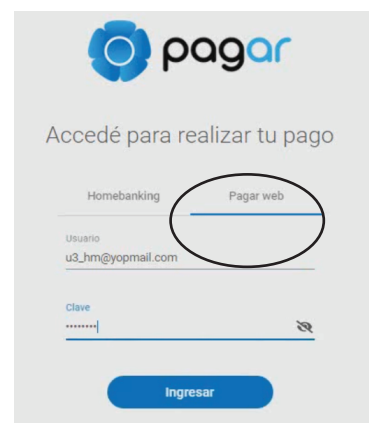 pagar
Accedé para realizar tu pago
Homebanking Pagar web
Usuario
u3_hm@yopmail.com
Clave
••••••••
Ingresar